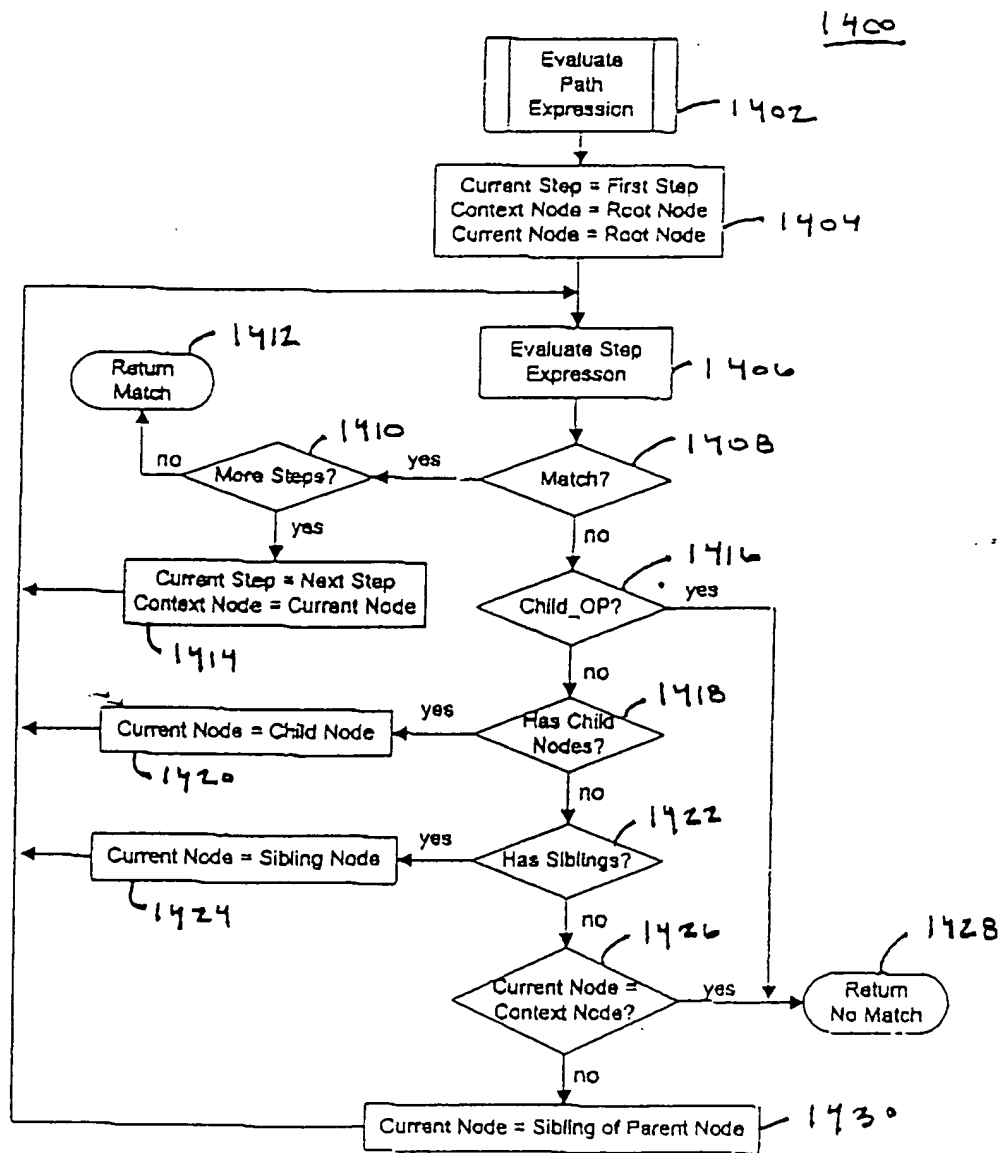 1400
Evaluate
Path
Expression
1402
Current Step = First Step
Context Node = Root Node
Current Node = Root Node
1404
Evaluate Step
Expresson
1406
1412
Return
Match
1408
Match?
yes
1410
More Steps?
no
yes
no
Current Step = Next Step
Context Node = Current Node
1414
1416
Child_OP?
yes
no
1418
Has Child
Nodes?
yes
Current Node = Child Node
1420
no
1422
Has Siblings?
yes
Current Node = Sibling Node
1424
no
1426
Current Node =
Context Node?
yes
1428
Return
No Match
no
Current Node = Sibling of Parent Node
1430